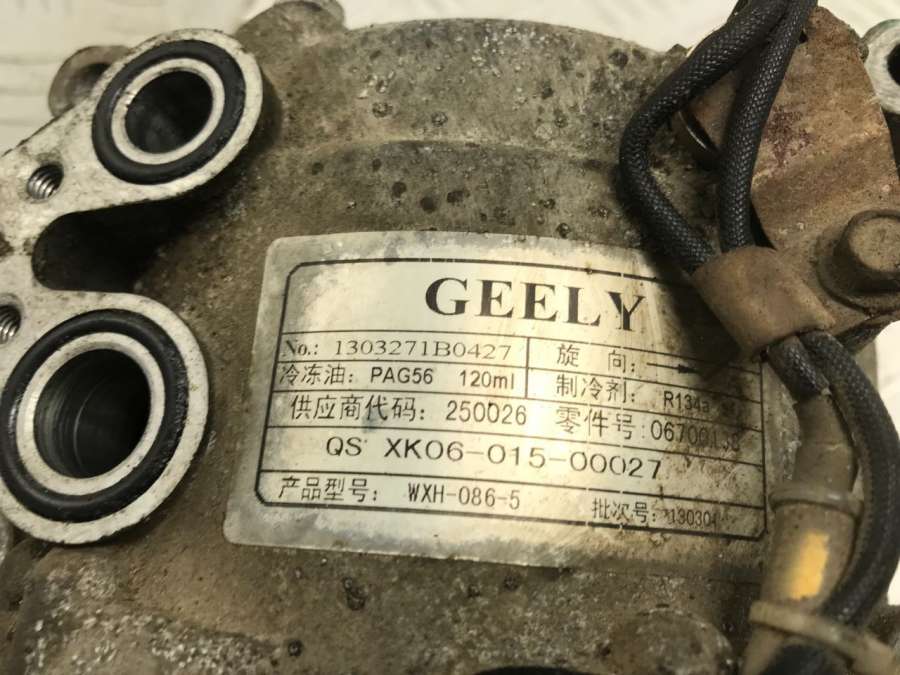 GEELY
No.: 1303271B0427 旋 向:
冷冻油: PAG56 120ml 制冷剂: R134a
供应商代码: 250026 零件号:
QS XK06-015-00027
产品型号: WXH-086-5 批次号: